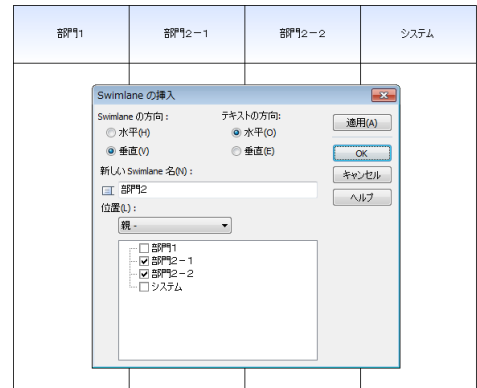 部門1 部門2－1 部門2－2 システム
Swimlane の挿入
Swimlane の方向： テキストの方向:
水平(H) 水平(O) 適用(A)
垂直(V) 垂直(E) OK
新しい Swimlane 名(N)： キャンセル
部門2 ヘルプ
位置(L)：
親 -
部門1
部門2－1
部門2－2
システム